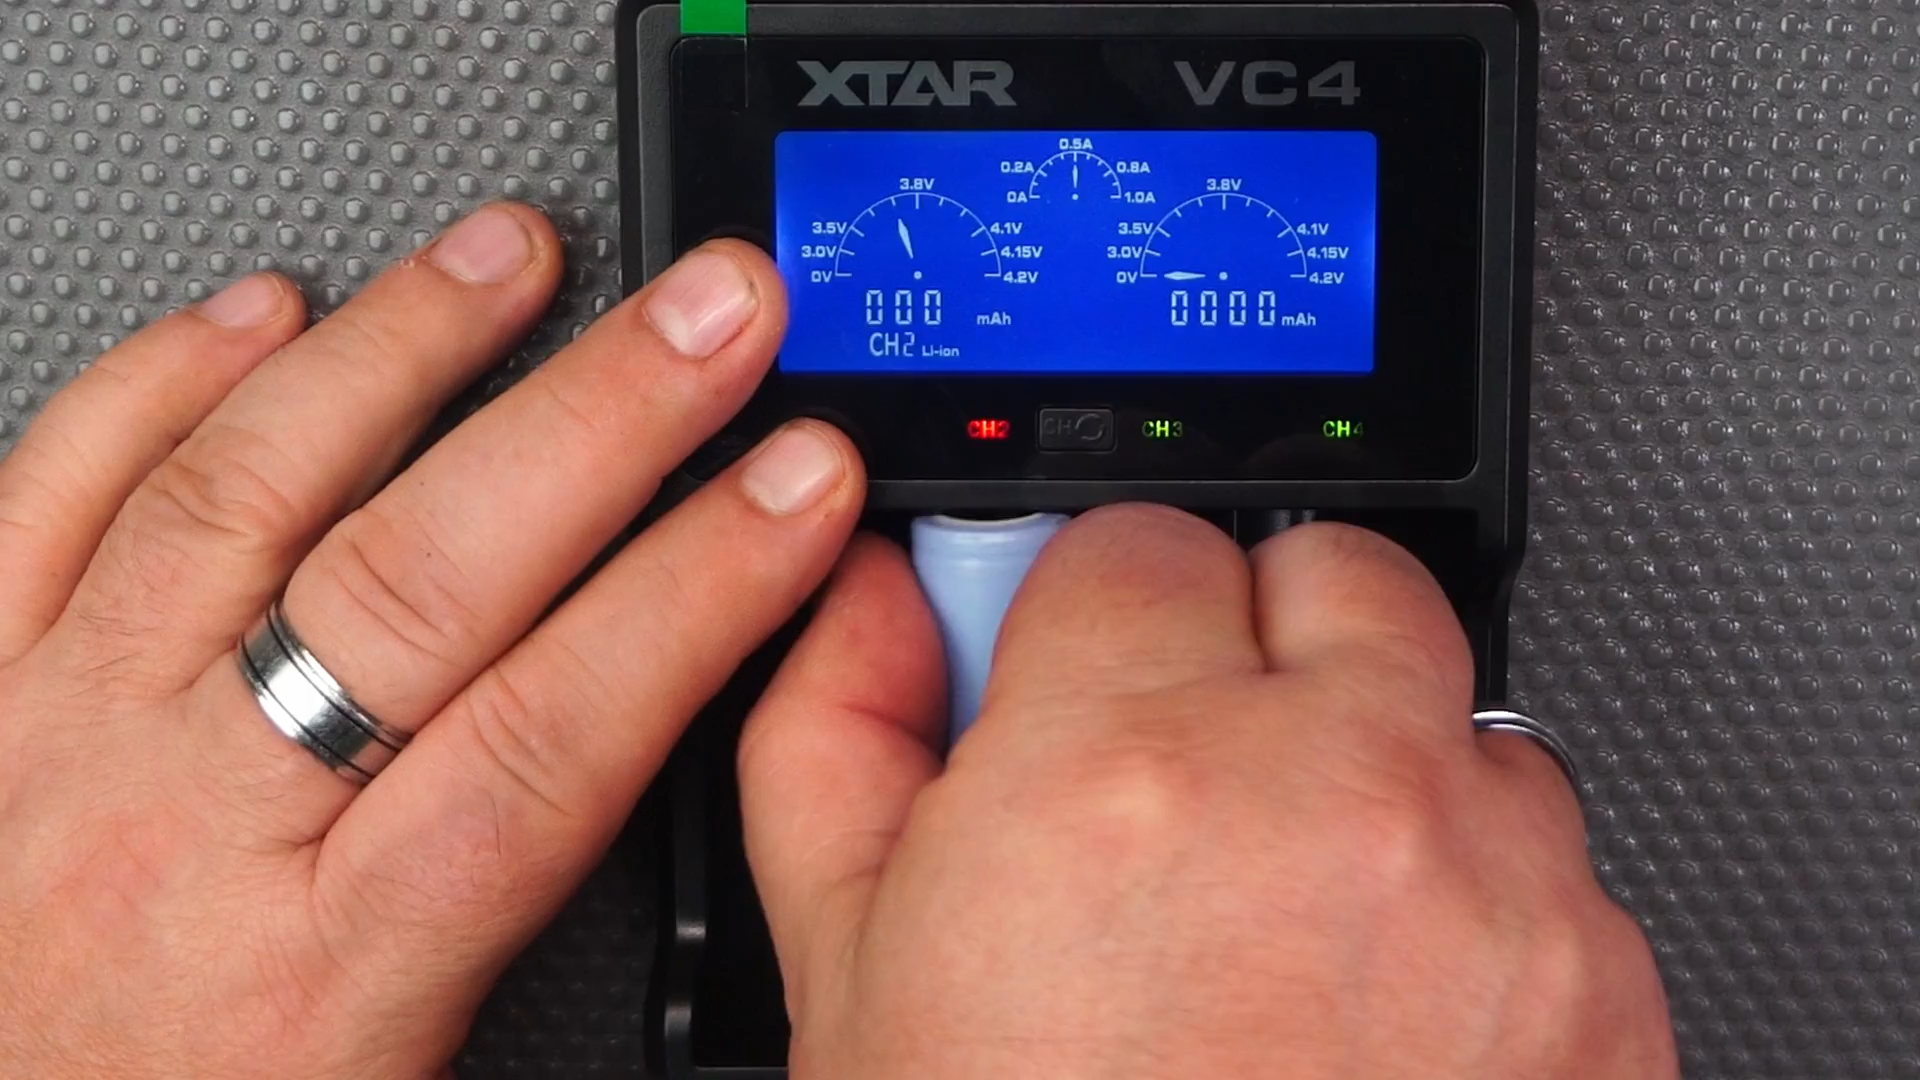 XTAR VC4
0.5A
0.2A 0.8A
0A 1.0A
3.8V
3.5V 4.1V
3.0V 4.15V
0V 4.2V
000 mAh
CH2 Li-ion
3.8V
3.5V 4.1V
3.0V 4.15V
0V 4.2V
0000 mAh
CH2 CH CH3 CH4